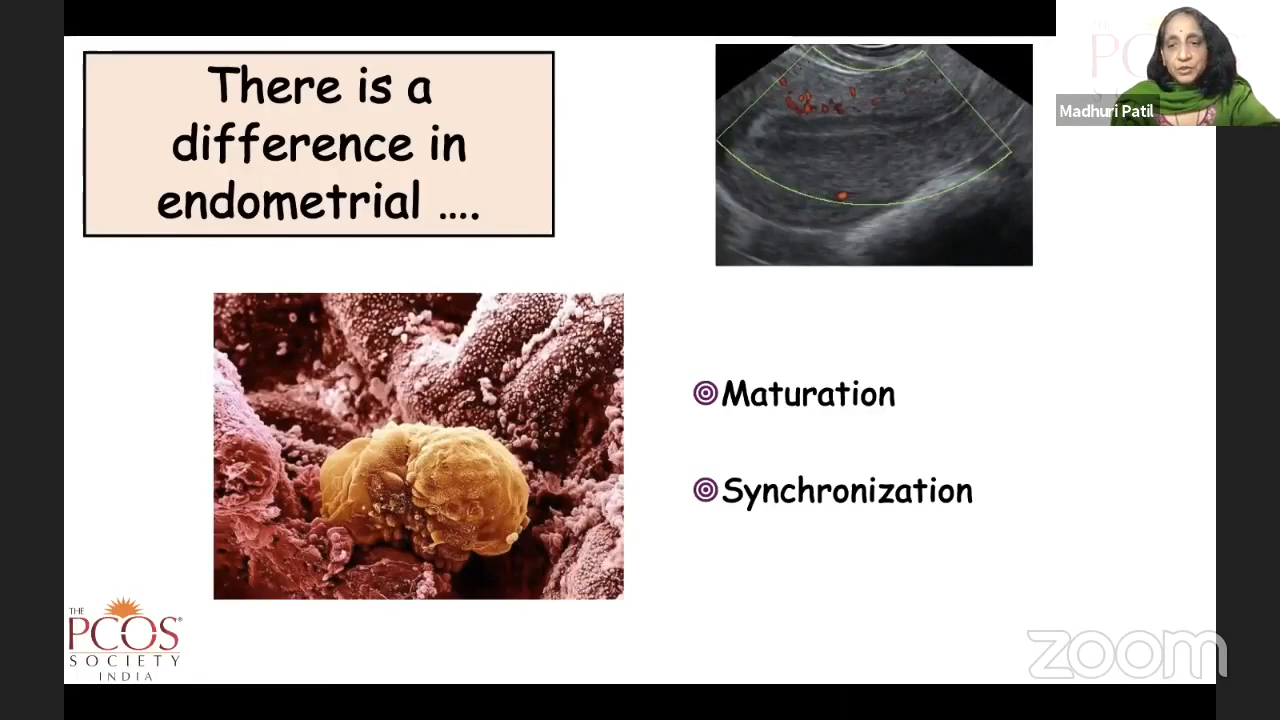 There is a
difference in
endometrial ....
Madhuri Patil
Maturation
Synchronization
THE
PCOS®
SOCIETY
INDIA
zoom